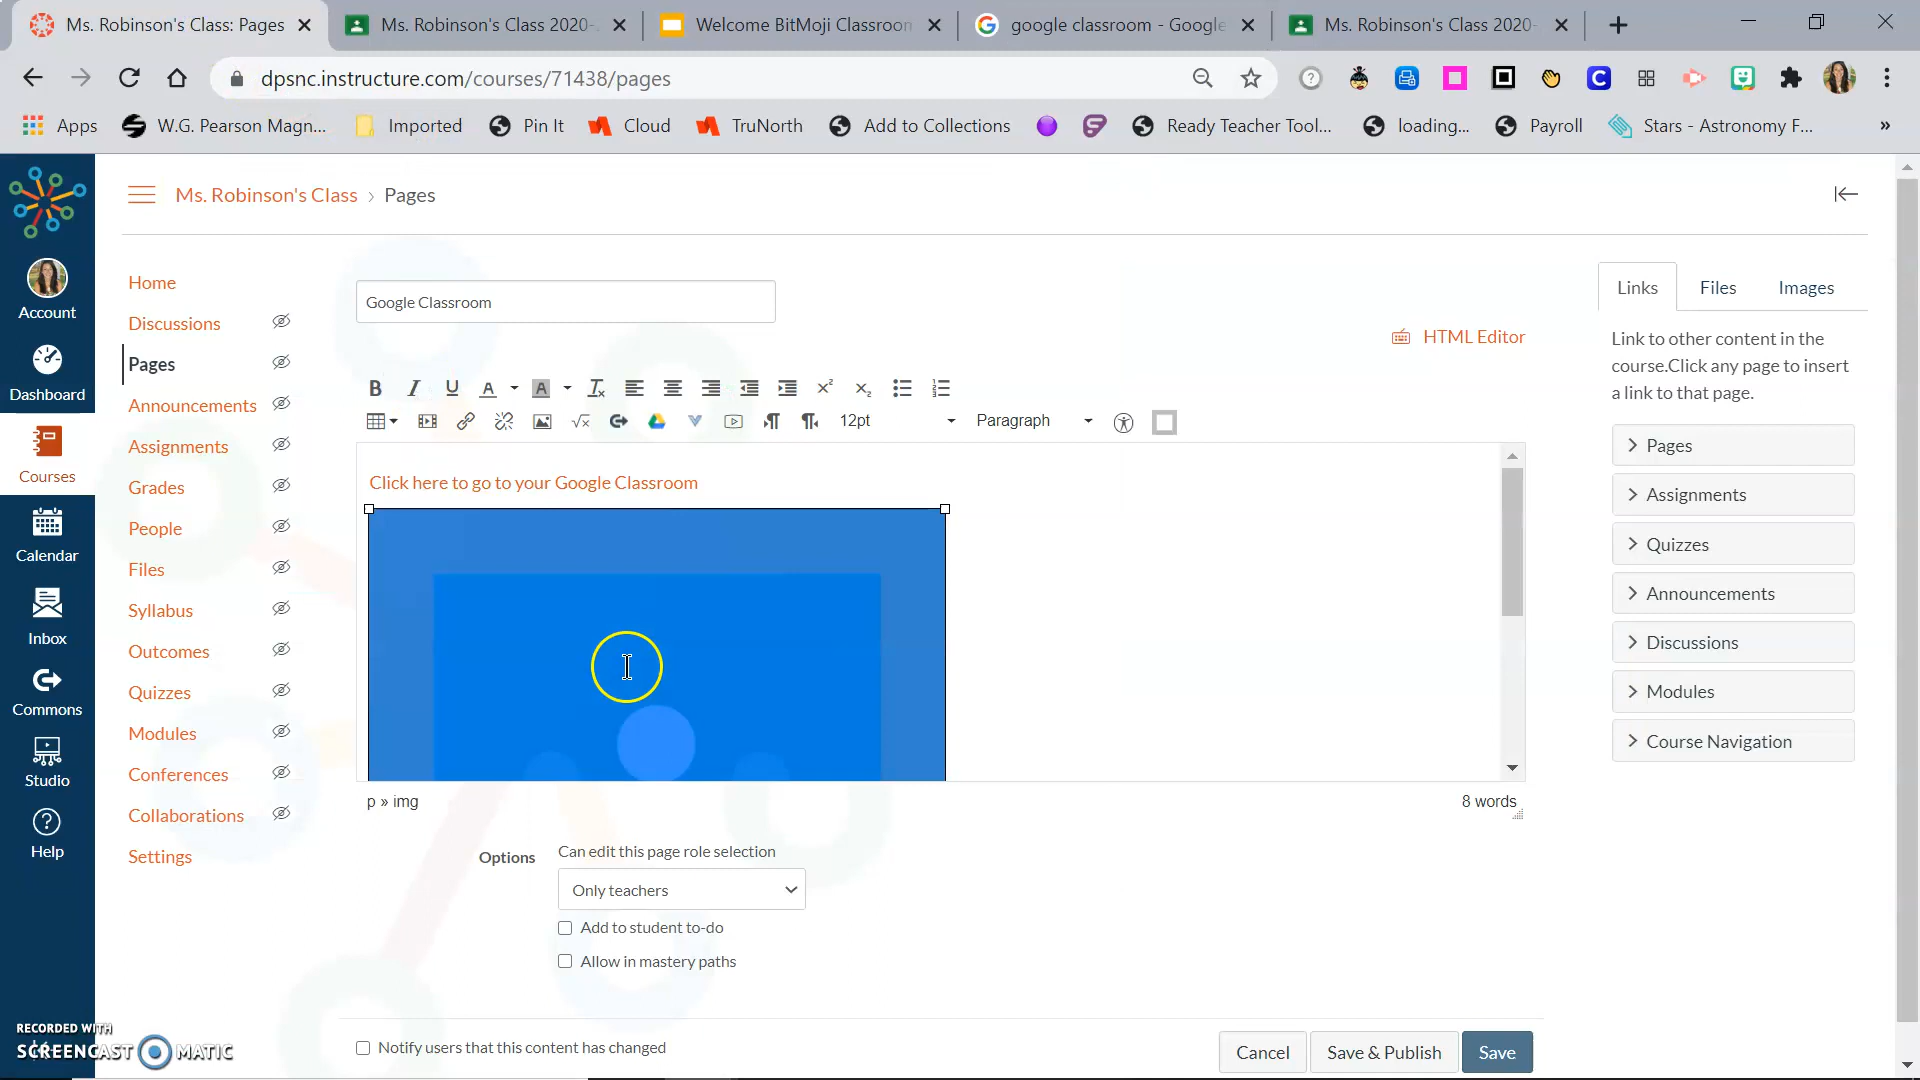 Ms. Robinson's Class: Pages
Ms. Robinson's Class 2020-
Welcome BitMoji Classroom
google classroom - Google
Ms. Robinson's Class 2020-
dpsnc.instructure.com/courses/71438/pages
Apps
W.G. Pearson Magn...
Imported
Pin It
Cloud
TruNorth
Add to Collections
Ready Teacher Tool...
loading...
Payroll
Stars - Astronomy F...
»
Ms. Robinson's Class › Pages
Account
Dashboard
Courses
Calendar
Inbox
Commons
Studio
Help
Home
Discussions
Pages
Announcements
Assignments
Grades
People
Files
Syllabus
Outcomes
Quizzes
Modules
Conferences
Collaborations
Settings
Google Classroom
HTML Editor
12pt
Paragraph
Click here to go to your Google Classroom
p » img
8 words
Options
Can edit this page role selection
Only teachers
Add to student to-do
Allow in mastery paths
Notify users that this content has changed
Cancel
Save & Publish
Save
Links
Files
Images
Link to other content in the
course.Click any page to insert
a link to that page.
Pages
Assignments
Quizzes
Announcements
Discussions
Modules
Course Navigation
RECORDED WITH
SCREENCAST MATIC